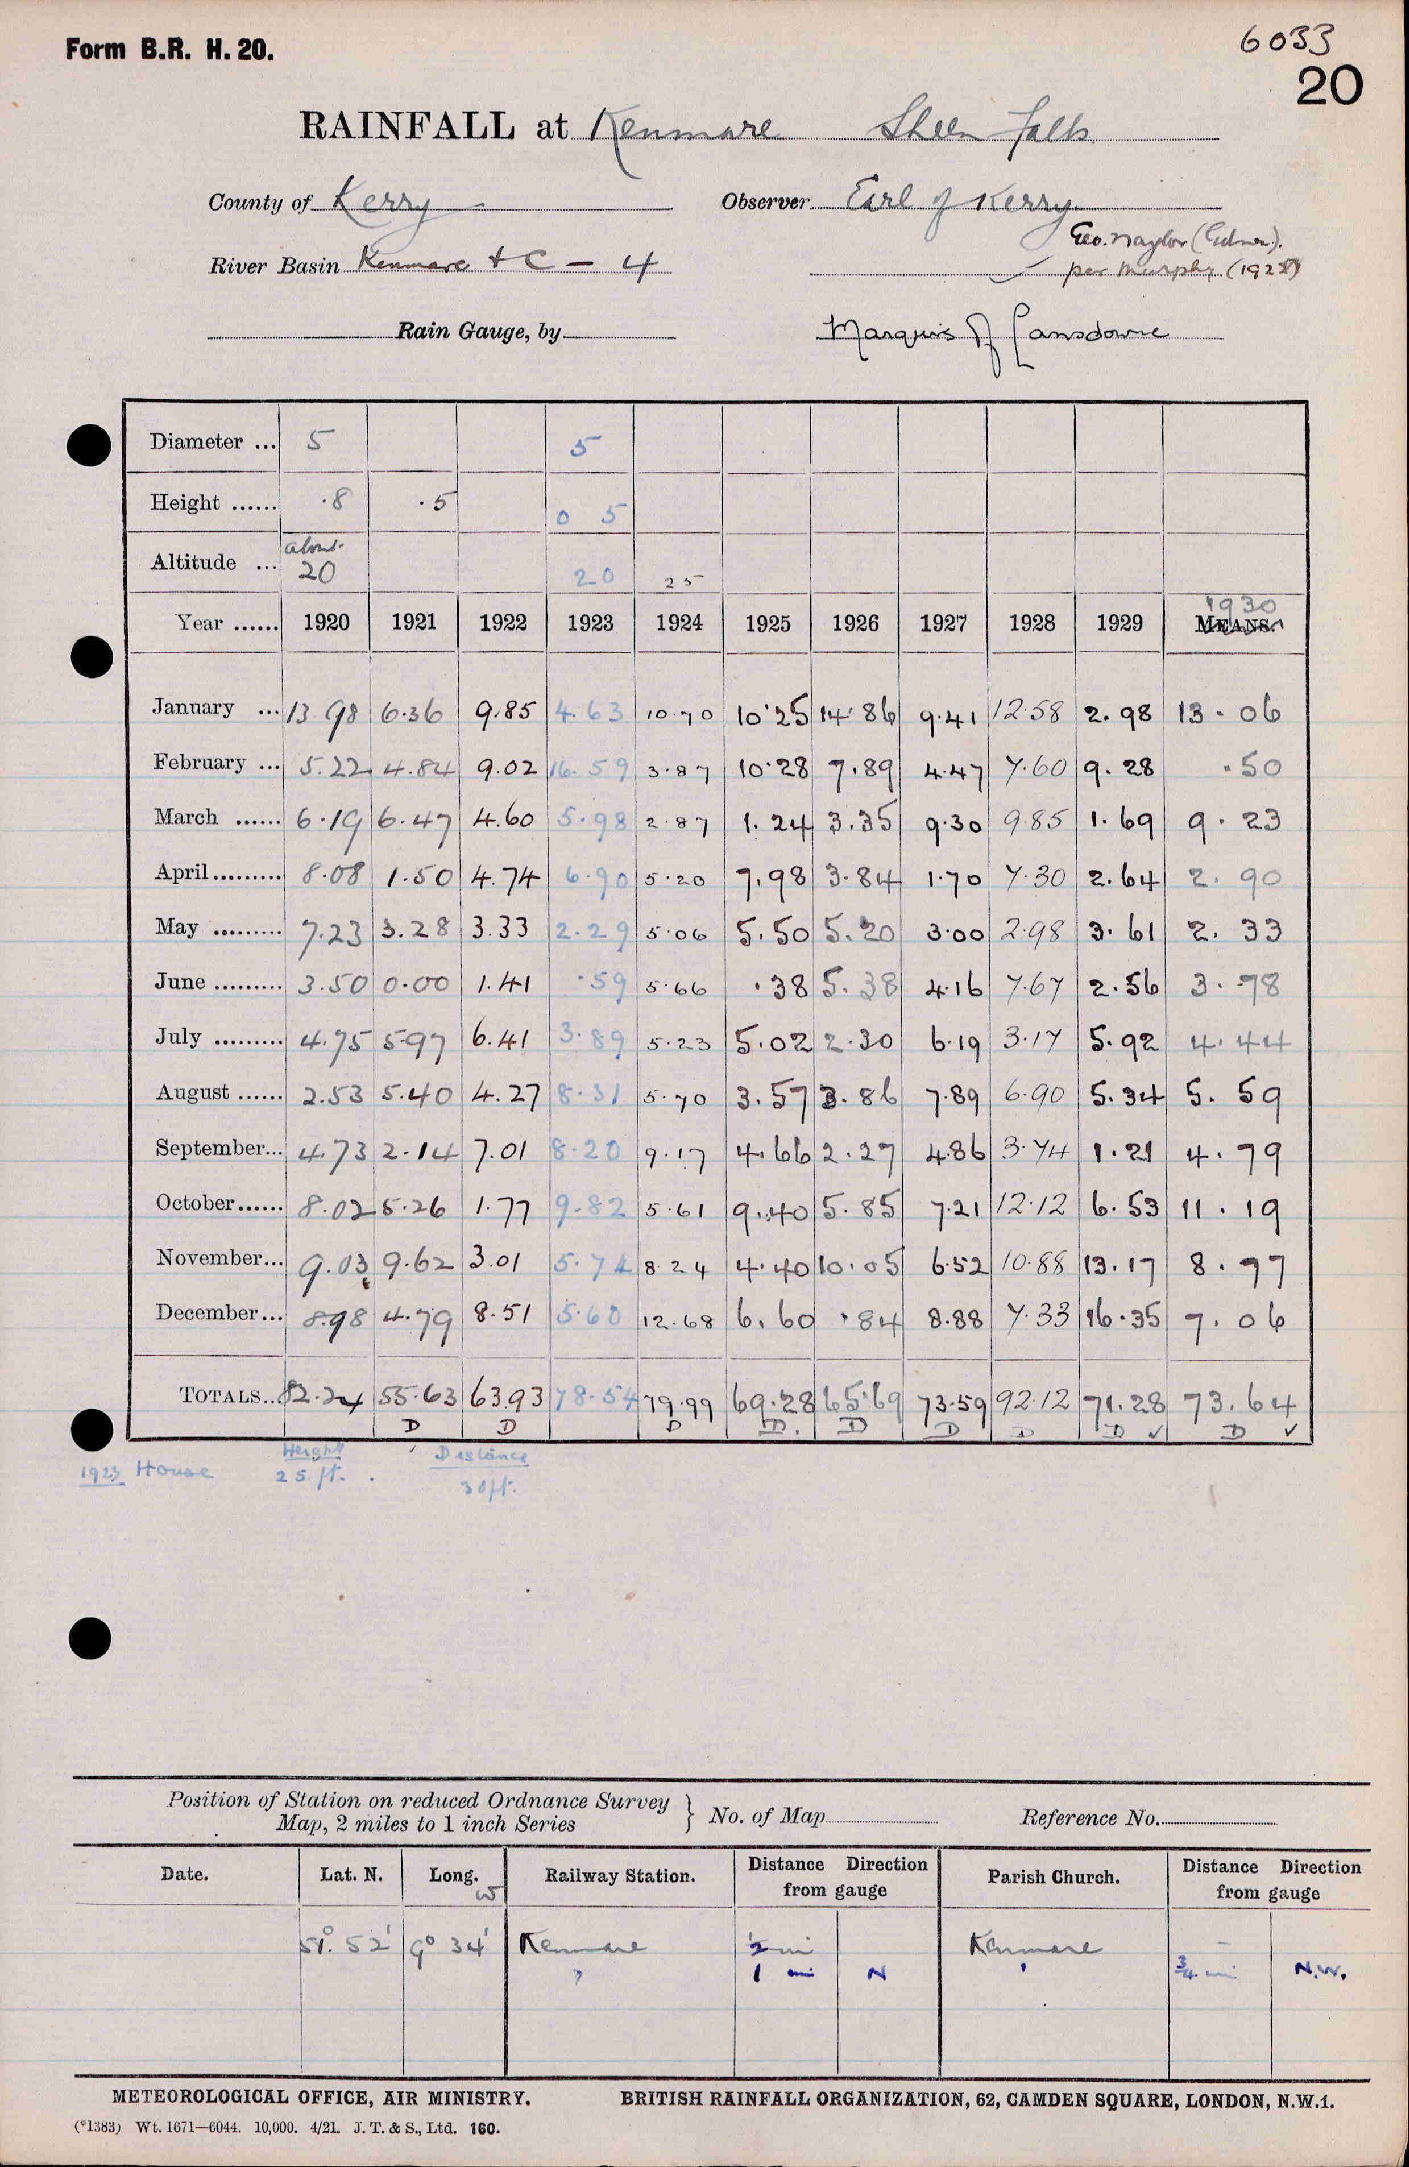 Form B.R. H. 20.
6033
20
RAINFALL at Kenmare Sheen Falls
County of Kerry Observer Earl of Kerry
Geo. Naylor (Gdner).
River Basin Kenmare + C - 4 per Murphy (1928)
Rain Gauge, by Marquis of Lansdowne
Diameter ... 5 5
Height ...... .8 .5 0 5
Altitude ... about 20 20 25
Year ...... 1920 1921 1922 1923 1924 1925 1926 1927 1928 1929 1930 MEANS.
January ... 13.98 6.36 9.85 4.63 10.70 10.25 14.86 9.41 12.58 2.98 13.06
February ... 5.22 4.84 9.02 16.59 3.87 10.28 7.89 4.47 7.60 9.28 .50
March ...... 6.19 6.47 4.60 5.98 2.87 1.24 3.35 9.30 9.85 1.69 9.23
April ......... 8.08 1.50 4.74 6.90 5.20 7.98 3.84 1.70 7.30 2.64 2.90
May ......... 7.23 3.28 3.33 2.29 5.06 5.50 5.20 3.00 2.98 3.61 2.33
June ......... 3.50 0.00 1.41 .59 5.66 .38 5.38 4.16 7.67 2.56 3.78
July ......... 4.75 5.97 6.41 3.89 5.23 5.02 2.30 6.19 3.17 5.92 4.44
August ...... 2.53 5.40 4.27 8.31 5.70 3.57 3.86 7.89 6.90 5.34 5.59
September... 4.73 2.14 7.01 8.20 9.17 4.66 2.27 4.86 3.74 1.21 4.79
October...... 8.02 5.26 1.77 9.82 5.61 9.40 5.85 7.21 12.12 6.53 11.19
November... 9.03 9.62 3.01 5.74 8.24 4.40 10.05 6.52 10.88 13.17 8.97
December... 8.98 4.79 8.51 5.60 12.68 6.60 .84 8.88 7.33 16.35 7.06
TOTALS.. 82.24 55.63 63.93 78.54 79.99 69.28 65.69 73.59 92.12 71.28 73.64
D D D D. D D D D ✓ D ✓
Height Distance
1923 House 25 ft. 30 ft.
Position of Station on reduced Ordnance Survey
Map, 2 miles to 1 inch Series } No. of Map Reference No.
Date. Lat. N. Long. W Railway Station. Distance Direction from gauge Parish Church. Distance Direction from gauge
51° 52' 9° 34' Kenmare ½ mi Kenmare
" 1 mi N " ¾ mi N.W.
METEOROLOGICAL OFFICE, AIR MINISTRY. BRITISH RAINFALL ORGANIZATION, 62, CAMDEN SQUARE, LONDON, N.W.1.
(*1383) Wt. 1671—6044. 10,000. 4/21. J. T. & S., Ltd. 160.